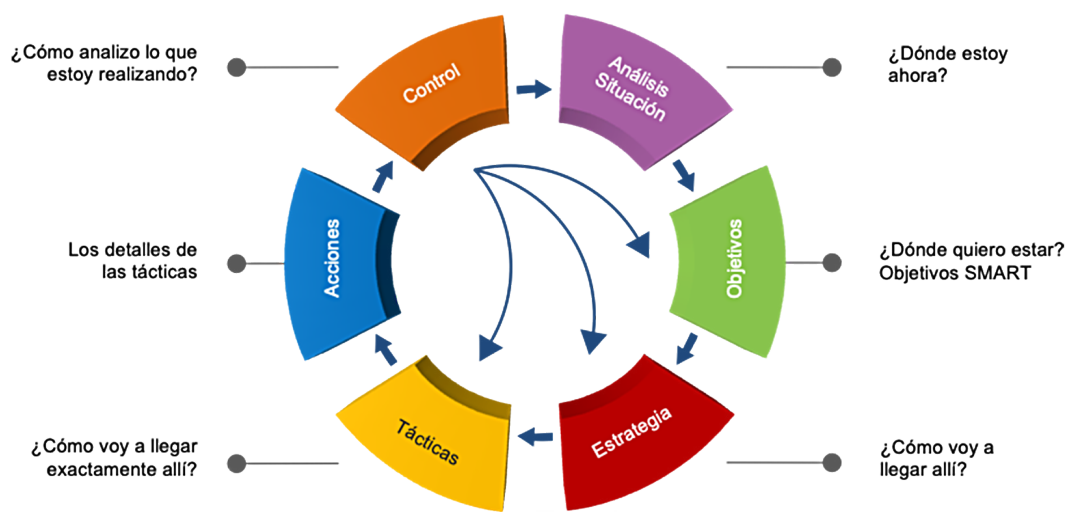 ¿Cómo analizo lo que
estoy realizando?
Control
Análisis
Situación
¿Dónde estoy
ahora?
Los detalles de
las tácticas
Acciones
Objetivos
¿Dónde quiero estar?
Objetivos SMART
¿Cómo voy a llegar
exactamente allí?
Tácticas
Estrategia
¿Cómo voy a
llegar allí?